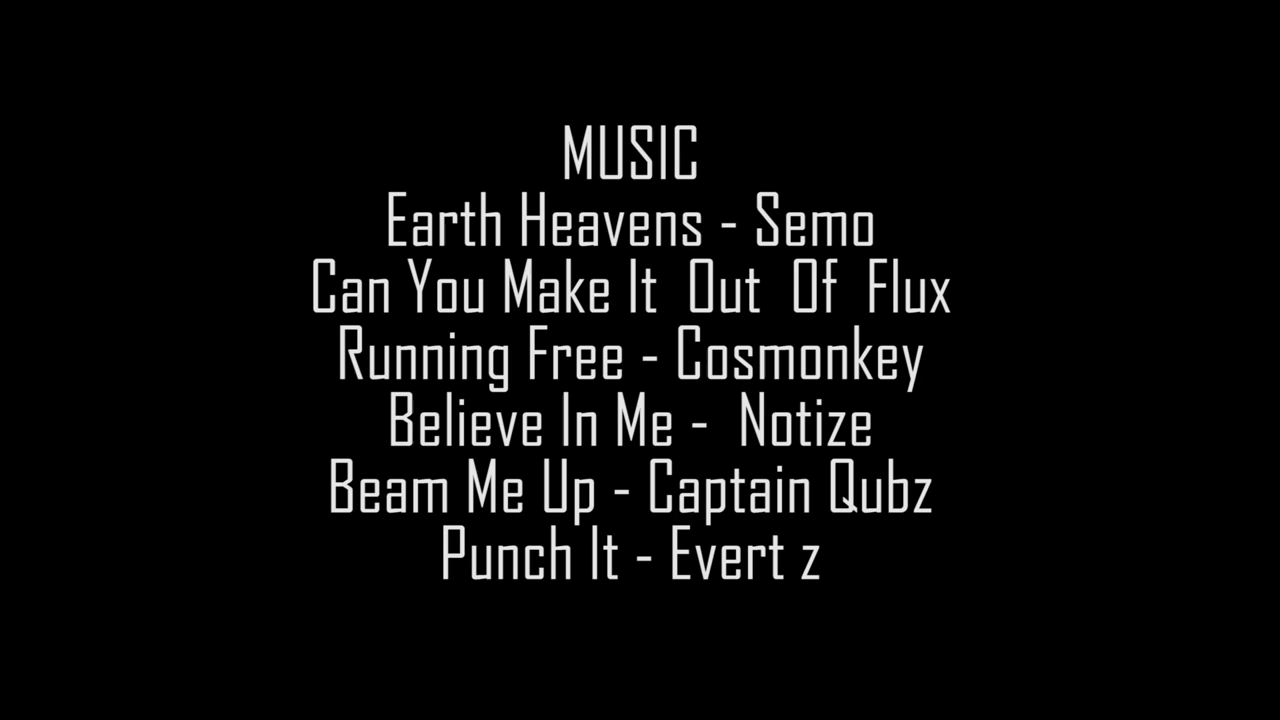 MUSIC
Earth Heavens - Semo
Can You Make It  Out  Of  Flux
Running Free - Cosmonkey
Believe In Me -  Notize
Beam Me Up - Captain Qubz
Punch It - Evert z